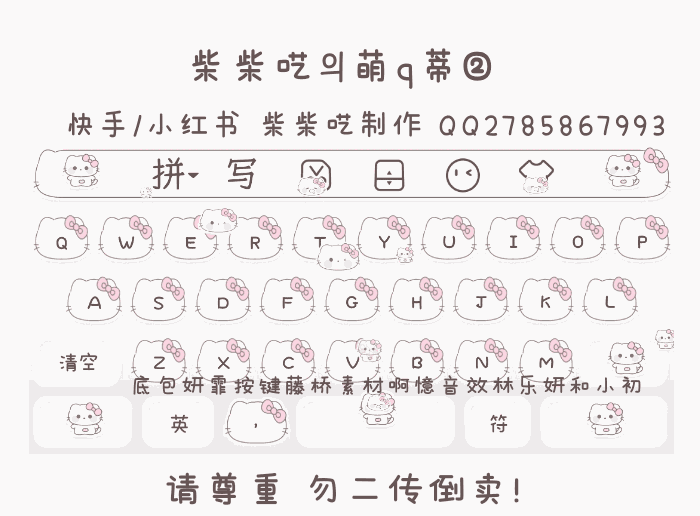 柴柴哎의萌q蒂②
快手/小红书 柴柴哎制作 QQ2785867993
拼 写
Q W E R T Y U I O P
A S D F G H J K L
清空 Z X C V B N M
底包妍霏按键藤桥素材啊憶音效林乐妍和小初
英 , 符
请尊重 勿二传倒卖!